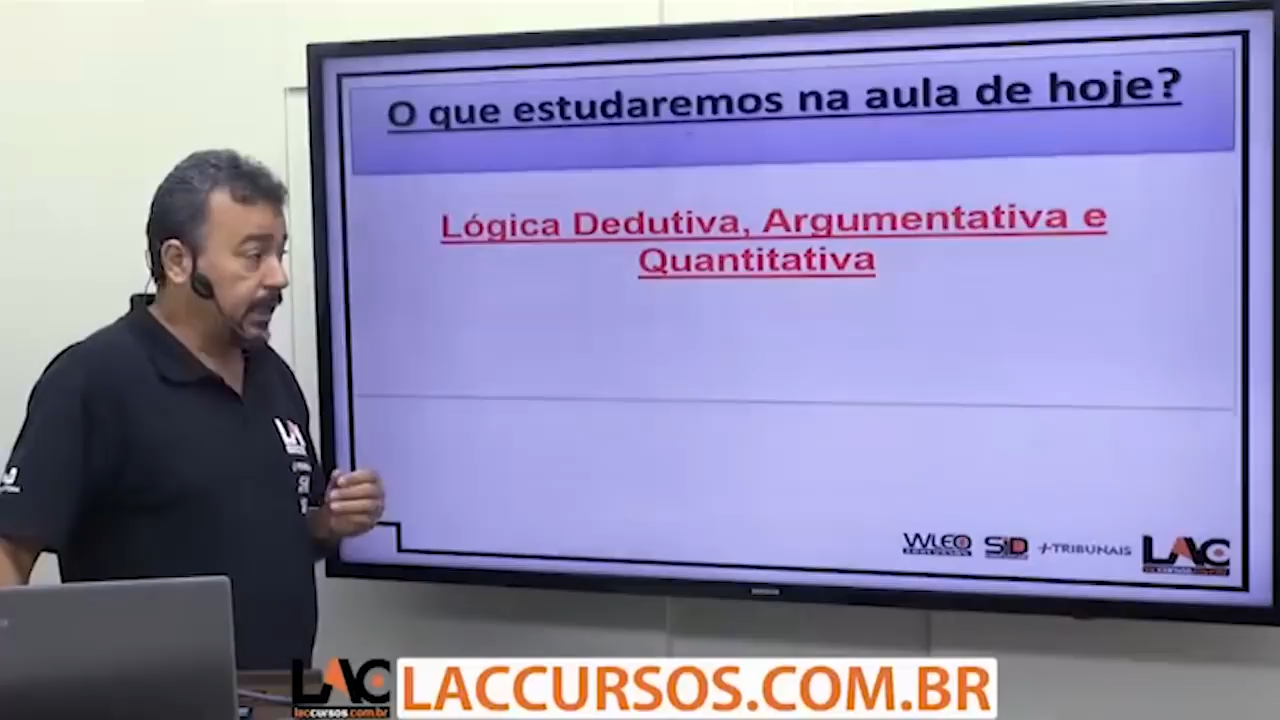 O que estudaremos na aula de hoje?
Lógica Dedutiva, Argumentativa e
Quantitativa
WLEO
SID
+TRIBUNAIS
LAC
LAC
laccursos.com.br
LACCURSOS.COM.BR